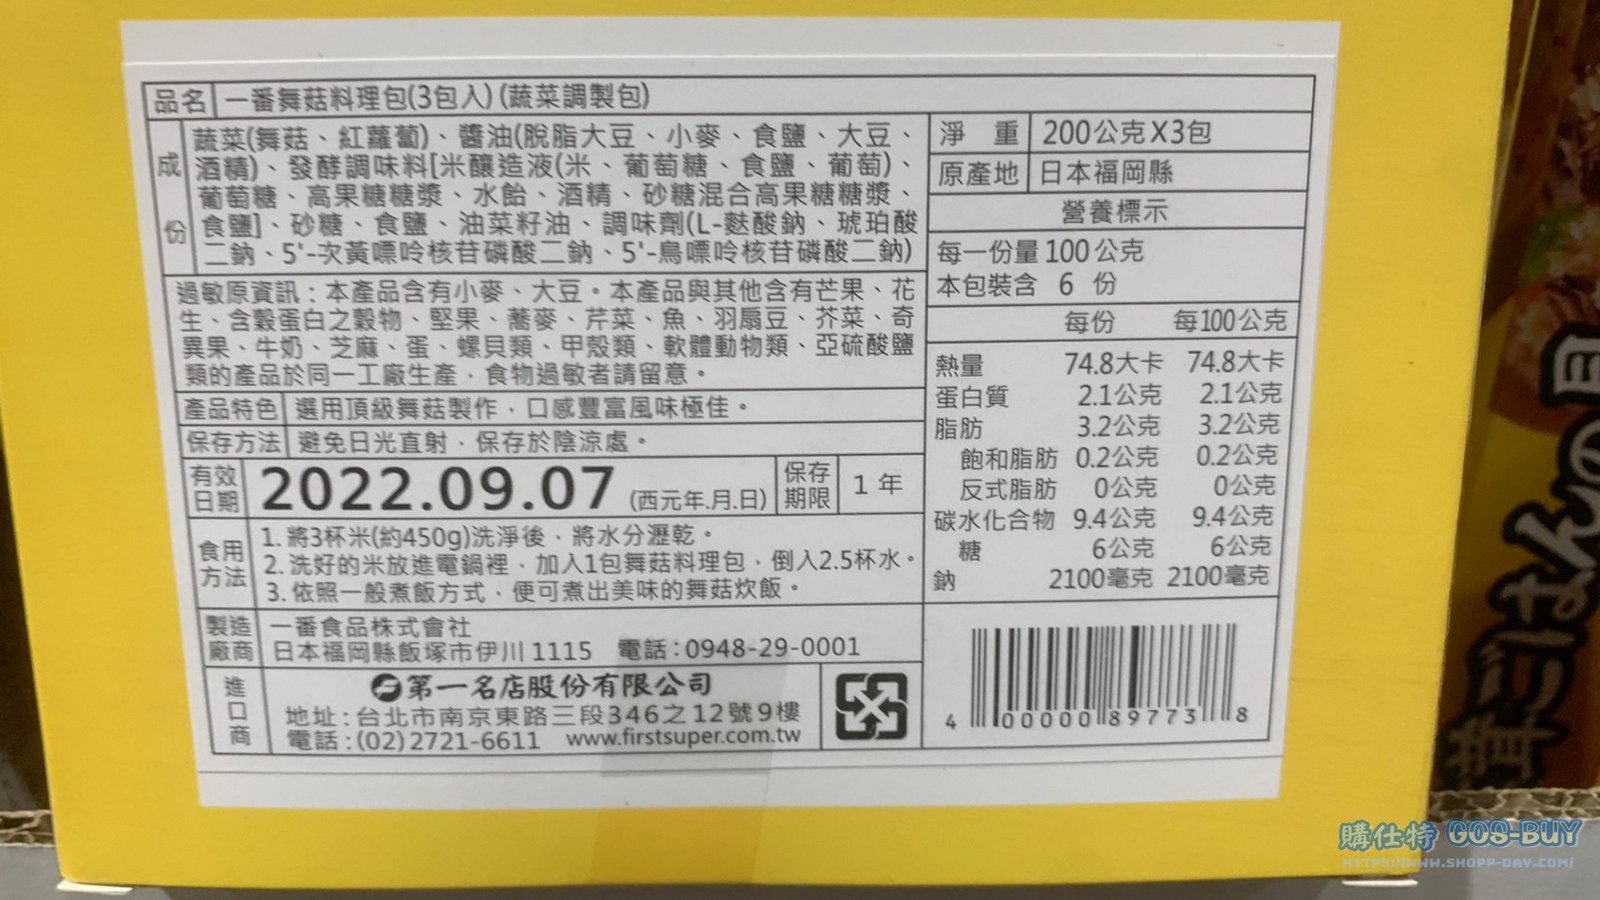 品名 一番舞菇料理包(3包入)(蔬菜調製包)
成份
蔬菜(舞菇、紅蘿蔔)、醬油(脫脂大豆、小麥、食鹽、大豆、
酒精)、發酵調味料[米釀造液(米、葡萄糖、食鹽、葡萄)、
葡萄糖、高果糖糖漿、水飴、酒精、砂糖混合高果糖糖漿、
食鹽]、砂糖、食鹽、油菜籽油、調味劑(L-麩酸鈉、琥珀酸
二鈉、5'-次黃嘌呤核苷磷酸二鈉、5'-鳥嘌呤核苷磷酸二鈉)
過敏原資訊：本產品含有小麥、大豆。本產品與其他含有芒果、花
生、含穀蛋白之穀物、堅果、蕎麥、芹菜、魚、羽扇豆、芥菜、奇
異果、牛奶、芝麻、蛋、螺貝類、甲殼類、軟體動物類、亞硫酸鹽
類的產品於同一工廠生產，食物過敏者請留意。
產品特色 選用頂級舞菇製作，口感豐富風味極佳。
保存方法 避免日光直射，保存於陰涼處。
有效日期 2022.09.07 (西元年.月.日) 保存期限 1 年
食用方法
1. 將3杯米(約450g)洗淨後，將水分瀝乾。
2. 洗好的米放進電鍋裡，加入1包舞菇料理包，倒入2.5杯水。
3. 依照一般煮飯方式，便可煮出美味的舞菇炊飯。
製造廠商
一番食品株式會社
日本福岡縣飯塚市伊川1115 電話：0948-29-0001
進口商
第一名店股份有限公司
地址：台北市南京東路三段346之12號9樓
電話：(02)2721-6611 www.firstsuper.com.tw
淨 重 200公克X3包
原產地 日本福岡縣
營養標示
每一份量100公克
本包裝含 6 份
每份 每100公克
熱量 74.8大卡 74.8大卡
蛋白質 2.1公克 2.1公克
脂肪 3.2公克 3.2公克
飽和脂肪 0.2公克 0.2公克
反式脂肪 0公克 0公克
碳水化合物 9.4公克 9.4公克
糖 6公克 6公克
鈉 2100毫克 2100毫克
4 000008 97738
茸ごはんの
購仕特 GOS-BUY
HTTPS://WWW.SHOPP-DAY.COM/